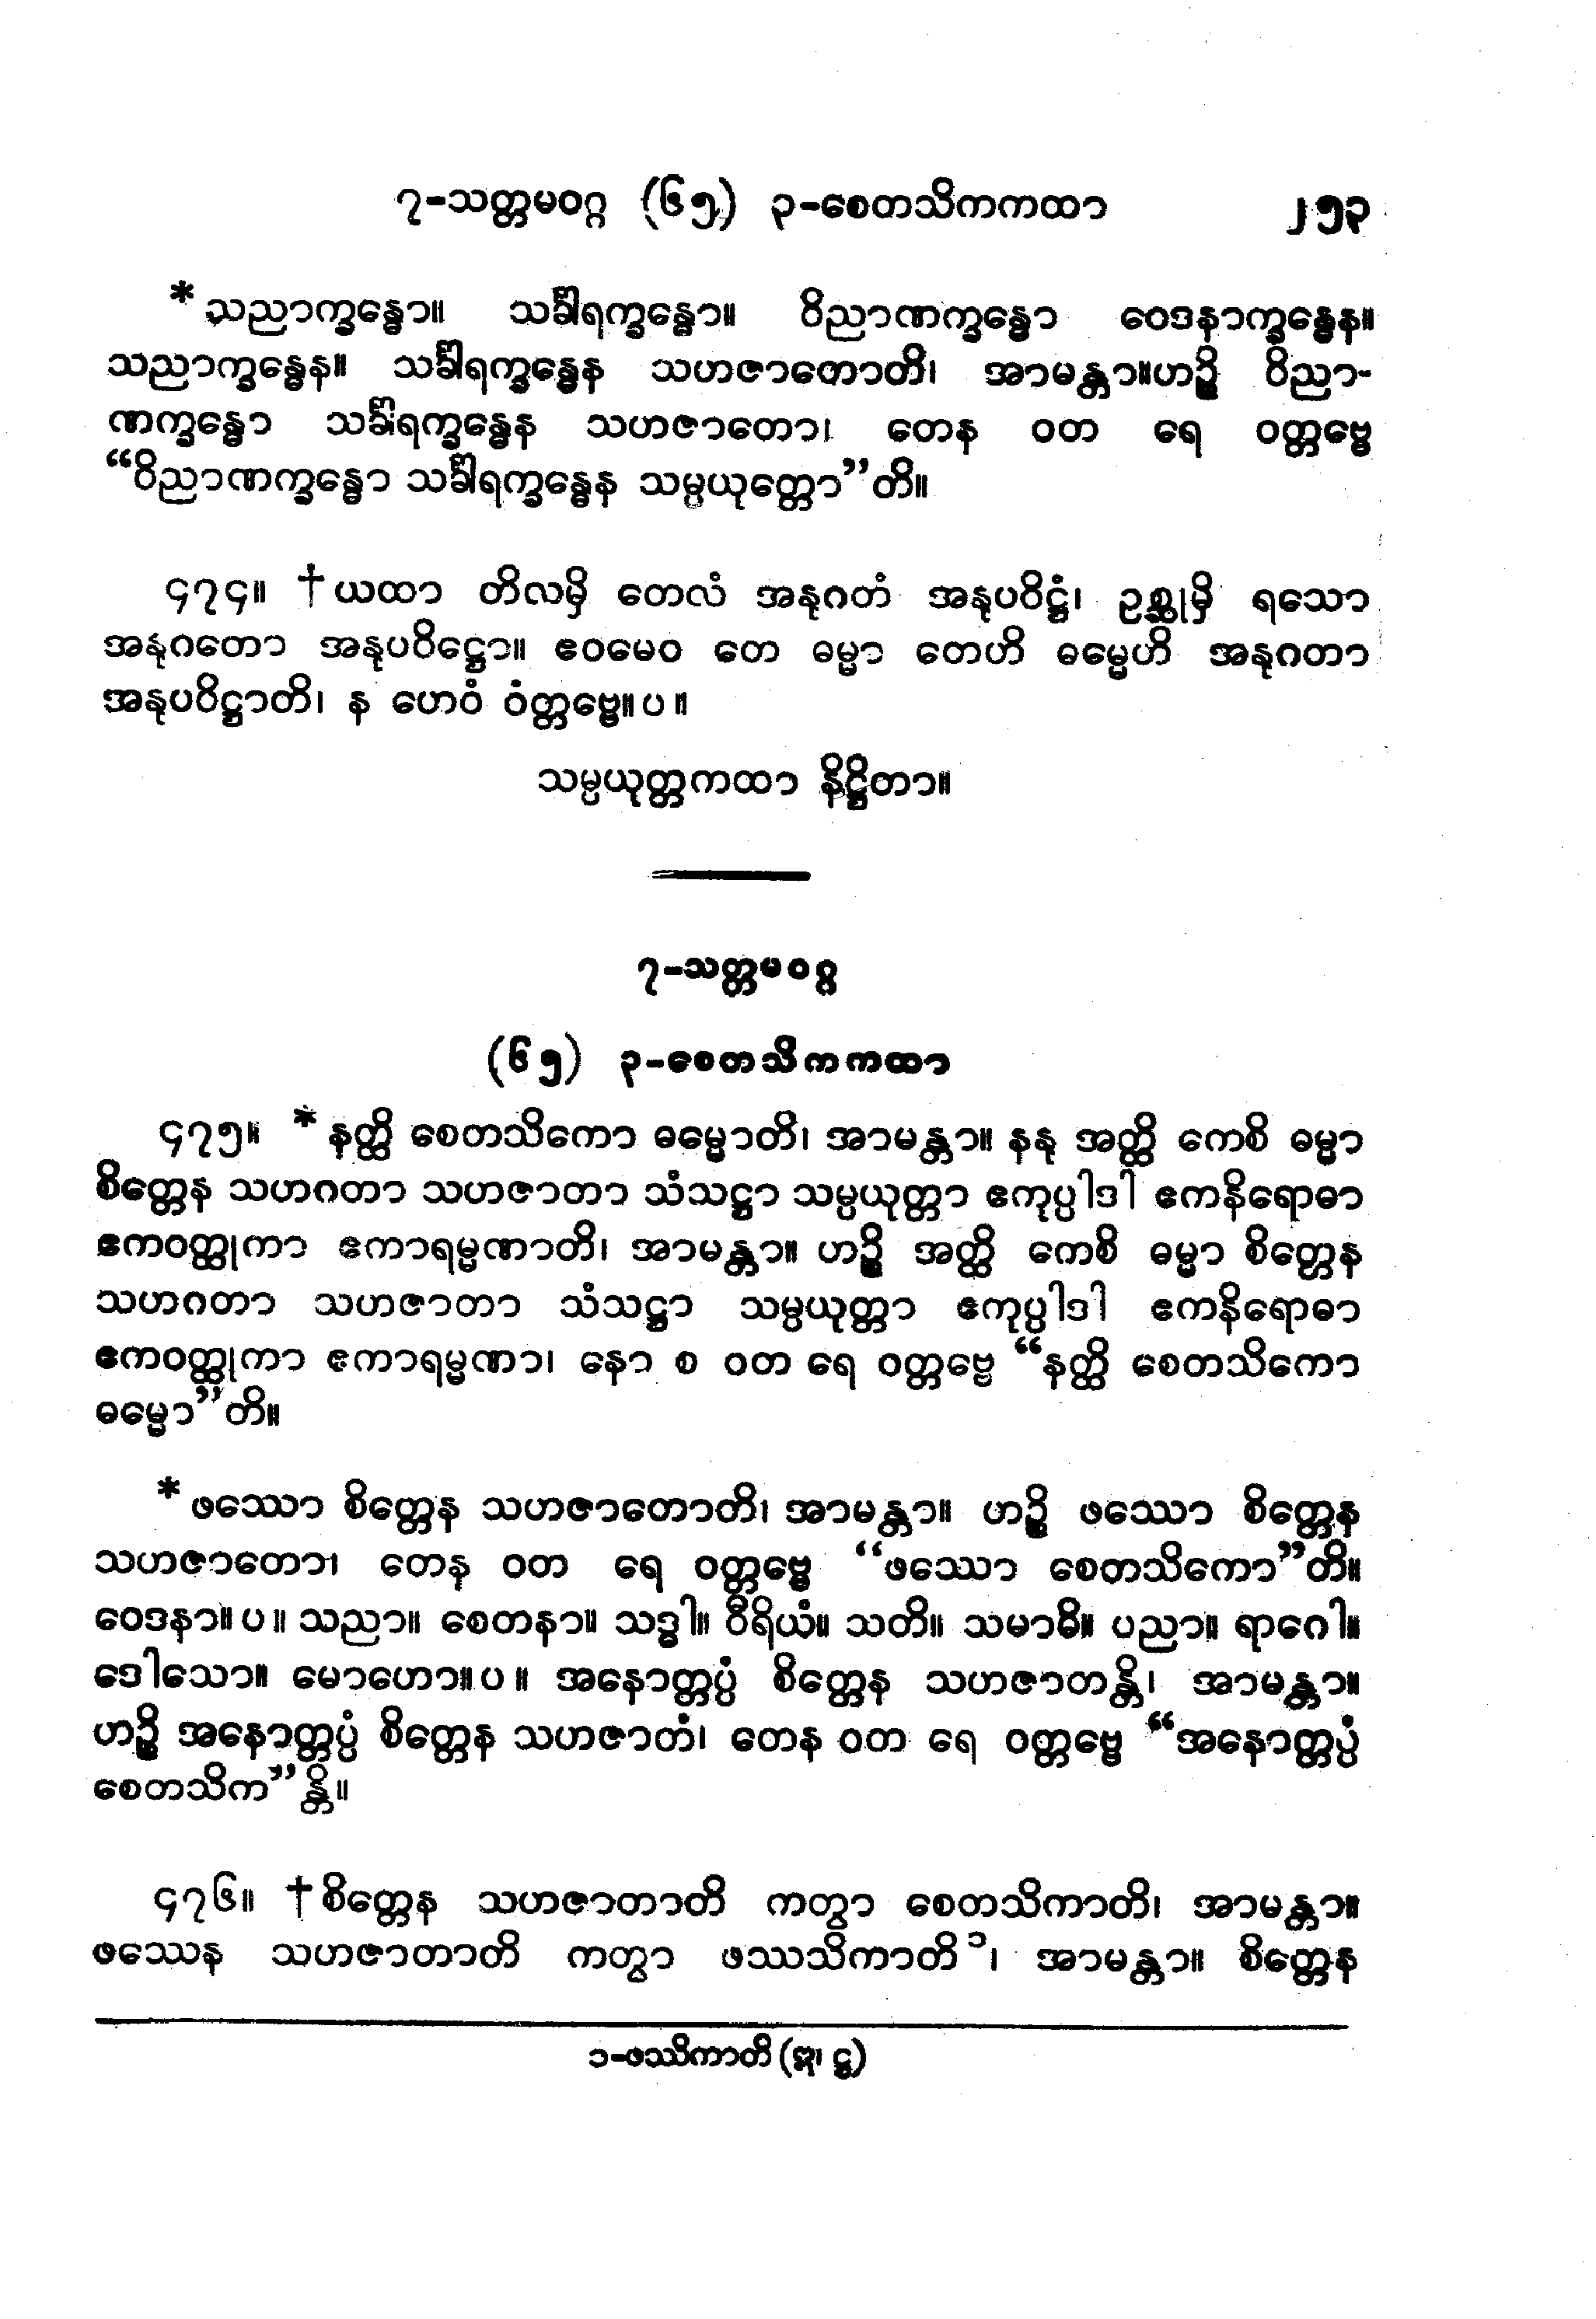 ၇-သတ္တမဝဂ္ဂ (၆၅) ၃-စေတသိကကထာ ၂၅၃
*သညာက္ခန္ဓော။ သင်္ခါရက္ခန္ဓော။ ဝိညာဏက္ခန္ဓော ဝေဒနာက္ခန္ဓေန။
သညာက္ခန္ဓေန။ သင်္ခါရက္ခန္ဓေန သဟဇာတောတိ၊ အာမန္တာ။ဟဉ္စိ ဝိညာ-
ဏက္ခန္ဓော သင်္ခါရက္ခန္ဓေန သဟဇာတော၊ တေန ဝတ ရေ ဝတ္တဗ္ဗေ
“ဝိညာဏက္ခန္ဓော သင်္ခါရက္ခန္ဓေန သမ္ပယုတ္တော”တိ။
၄၇၄။ †ယထာ တိလမှိ တေလံ အနုဂတံ အနုပဝိဋ္ဌံ၊ ဥစ္ဆုမှိ ရသော
အနုဂတော အနုပဝိဋ္ဌော။ ဧဝမေဝ တေ ဓမ္မာ တေဟိ ဓမ္မေဟိ အနုဂတာ
အနုပဝိဋ္ဌာတိ၊ န ဟေဝံ ဝံတ္တဗ္ဗေ။ပ။
သမ္ပယုတ္တကထာ နိဋ္ဌိတာ။
၇-သတ္တမဝဂ္ဂ
(၆၅) ၃-စေတသိကကထာ
၄၇၅။ *နတ္ထိ စေတသိကော ဓမ္မောတိ၊ အာမန္တာ။ နနု အတ္ထိ ကေစိ ဓမ္မာ
စိတ္တေန သဟဂတာ သဟဇာတာ သံသဋ္ဌာ သမ္ပယုတ္တာ ဧကုပ္ပါဒါ ဧကနိရောဓာ
ဧကဝတ္ထုကာ ဧကာရမ္မဏာတိ၊ အာမန္တာ။ ဟဉ္စိ အတ္ထိ ကေစိ ဓမ္မာ စိတ္တေန
သဟဂတာ သဟဇာတာ သံသဋ္ဌာ သမ္ပယုတ္တာ ဧကုပ္ပါဒါ ဧကနိရောဓာ
ဧကဝတ္ထုကာ ဧကာရမ္မဏာ၊ နော စ ဝတ ရေ ဝတ္တဗ္ဗေ “နတ္ထိ စေတသိကော
ဓမ္မော”တိ။
*ဖဿော စိတ္တေန သဟဇာတောတိ၊ အာမန္တာ။ ဟဉ္စိ ဖဿော စိတ္တေန
သဟဇာတော၊ တေန ဝတ ရေ ဝတ္တဗ္ဗေ “ဖဿော စေတသိကော”တိ။
ဝေဒနာ။ပ။ သညာ။ စေတနာ။ သဒ္ဓါ။ ဝီရိယံ။ သတိ။ သမာဓိ။ ပညာ။ ရာဂေါ။
ဒေါသော။ မောဟော။ပ။ အနောတ္တပ္ပံ စိတ္တေန သဟဇာတန္တိ၊ အာမန္တာ။
ဟဉ္စိ အနောတ္တပ္ပံ စိတ္တေန သဟဇာတံ၊ တေန ဝတ ရေ ဝတ္တဗ္ဗေ “အနောတ္တပ္ပံ
စေတသိက”န္တိ။
၄၇၆။ †စိတ္တေန သဟဇာတာတိ ကတွာ စေတသိကာတိ၊ အာမန္တာ။
ဖဿေန သဟဇာတာတိ ကတွာ ဖဿသိကာတိ၁၊ အာမန္တာ။ စိတ္တေန
၁-ဖဿိကာတိ (ဣ၊ ဋ္ဌ)